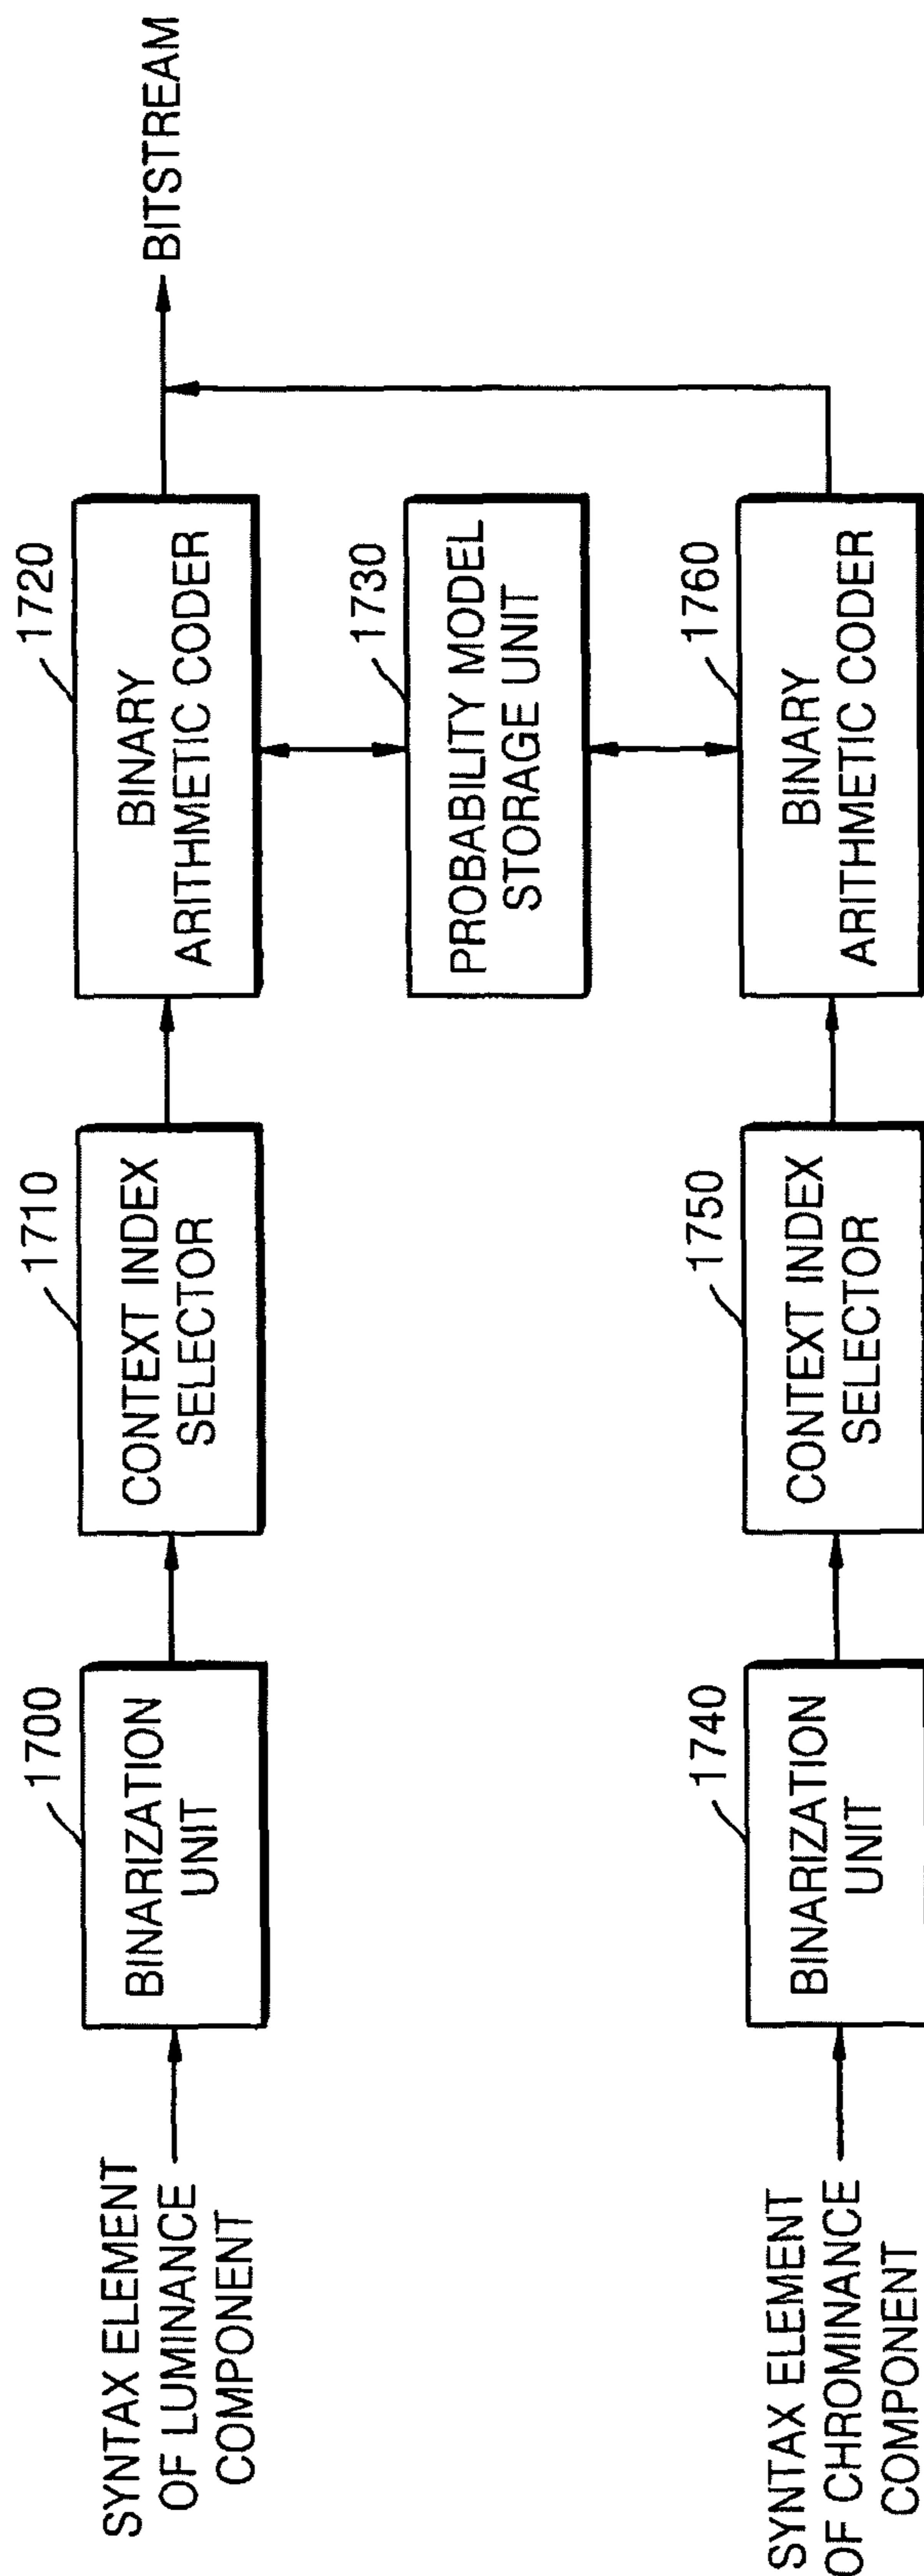 SYNTAX ELEMENT
OF LUMINANCE
COMPONENT
1700
BINARIZATION
UNIT
1710
CONTEXT INDEX
SELECTOR
1720
BINARY
ARITHMETIC CODER
BITSTREAM
1730
PROBABILITY MODEL
STORAGE UNIT
SYNTAX ELEMENT
OF CHROMINANCE
COMPONENT
1740
BINARIZATION
UNIT
1750
CONTEXT INDEX
SELECTOR
1760
BINARY
ARITHMETIC CODER